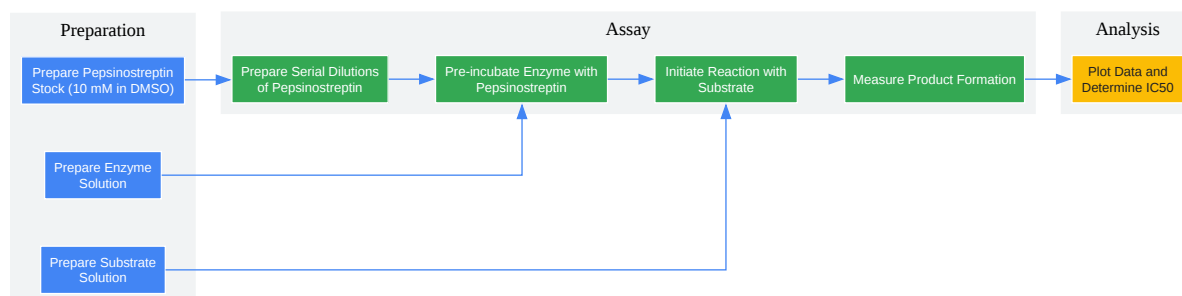 Preparation
Assay
Analysis
Prepare Pepsinostreptin
Stock (10 mM in DMSO)
Prepare Serial Dilutions
of Pepsinostreptin
Pre-incubate Enzyme with
Pepsinostreptin
Initiate Reaction with
Substrate
Measure Product Formation
Plot Data and
Determine IC50
Prepare Enzyme
Solution
Prepare Substrate
Solution